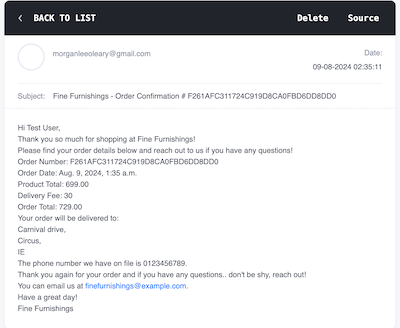 BACK TO LIST
Delete
Source
morganleeoleary@gmail.com
Date:
09-08-2024 02:35:11
Subject: Fine Furnishings - Order Confirmation # F261AFC311724C919D8CA0FBD6DD8DD0
Hi Test User,
Thank you so much for shopping at Fine Furnishings!
Please find your order details below and reach out to us if you have any questions!
Order Number: F261AFC311724C919D8CA0FBD6DD8DD0
Order Date: Aug. 9, 2024, 1:35 a.m.
Product Total: 699.00
Delivery Fee: 30
Order Total: 729.00
Your order will be delivered to:
Carnival drive,
Circus,
IE
The phone number we have on file is 0123456789.
Thank you again for your order and if you have any questions.. don't be shy, reach out!
You can email us at finefurnishings@example.com.
Have a great day!
Fine Furnishings